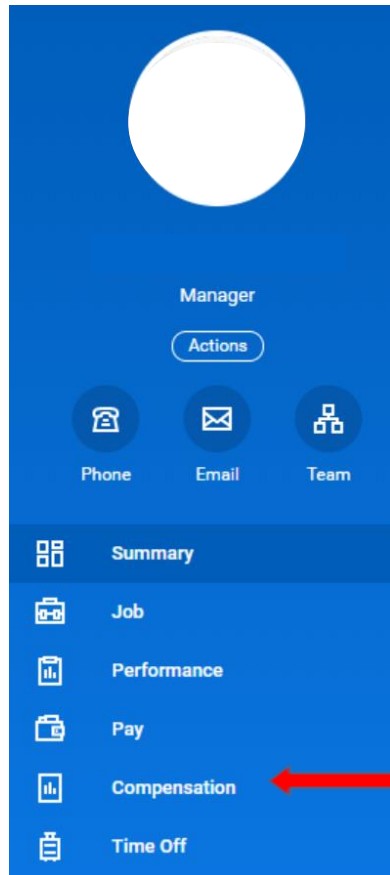 Manager
Actions
Phone Email Team
Summary
Job
Performance
Pay
Compensation
Time Off